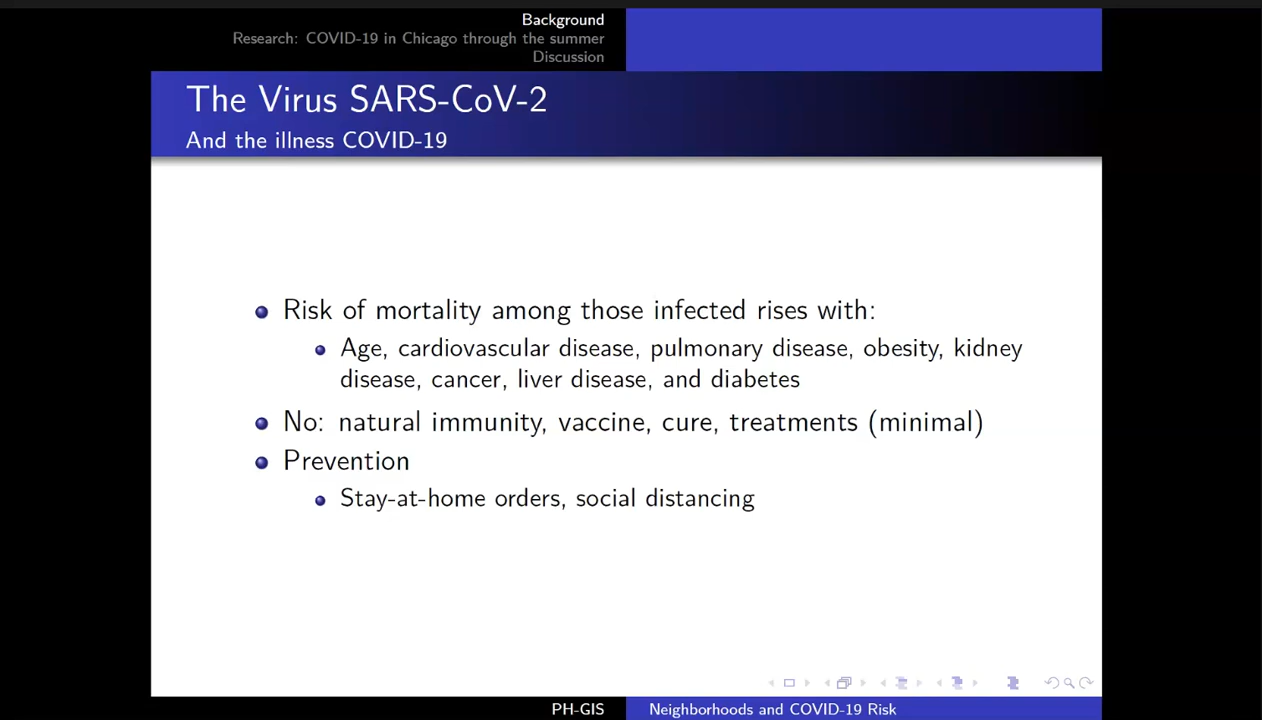 Background
Research: COVID-19 in Chicago through the summer
Discussion
The Virus SARS-CoV-2
And the illness COVID-19
Risk of mortality among those infected rises with:
Age, cardiovascular disease, pulmonary disease, obesity, kidney
disease, cancer, liver disease, and diabetes
No: natural immunity, vaccine, cure, treatments (minimal)
Prevention
Stay-at-home orders, social distancing
PH-GIS
Neighborhoods and COVID-19 Risk